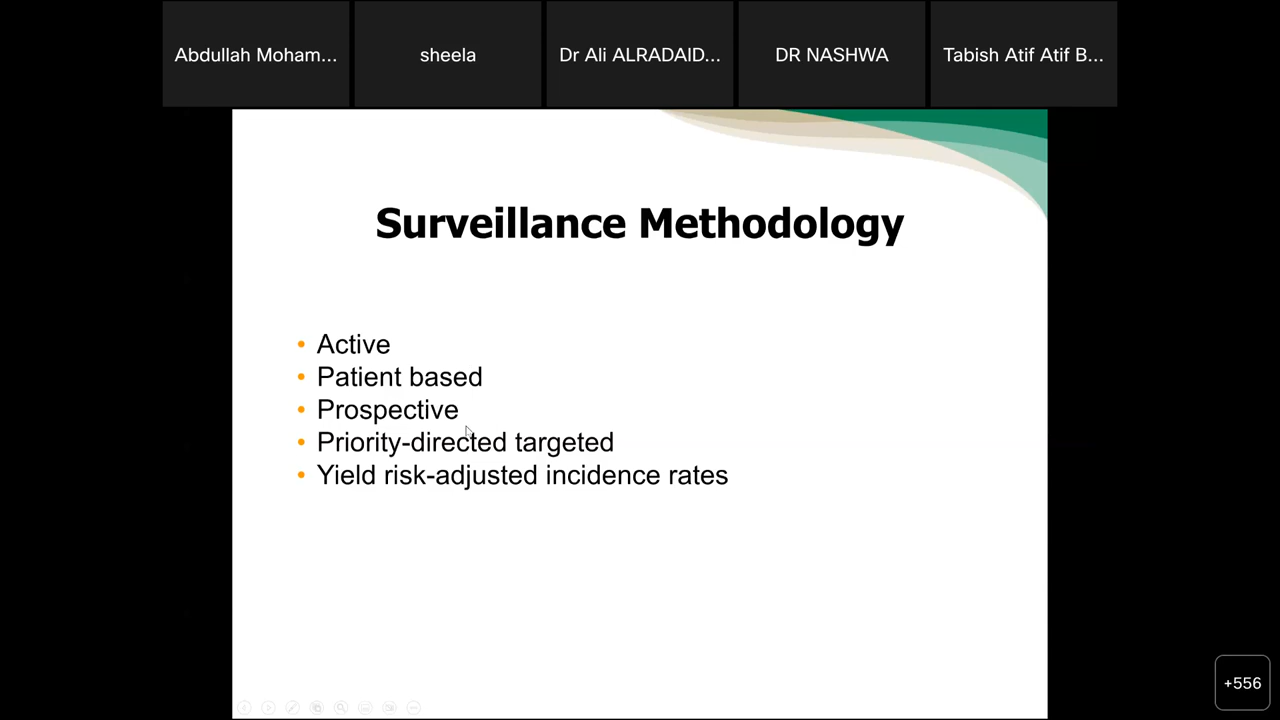 Abdullah Moham...
sheela
Dr Ali ALRADAID...
DR NASHWA
Tabish Atif Atif B...
Surveillance Methodology
• Active
• Patient based
• Prospective
• Priority-directed targeted
• Yield risk-adjusted incidence rates
+556